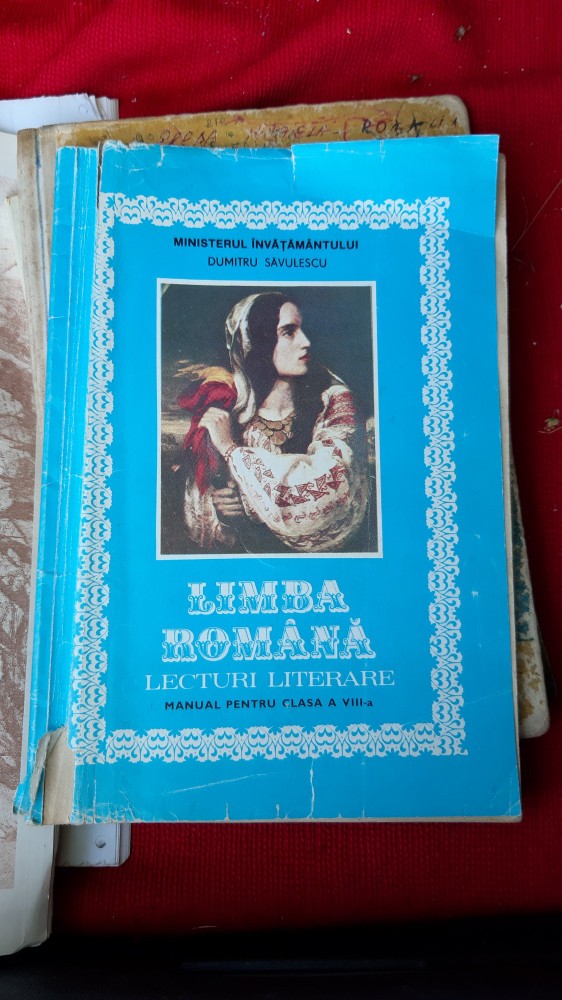 MINISTERUL ÎNVĂȚĂMÂNTULUI
DUMITRU SĂVULESCU
LIMBA
ROMÂNĂ
LECTURI LITERARE
MANUAL PENTRU CLASA A VIII-a